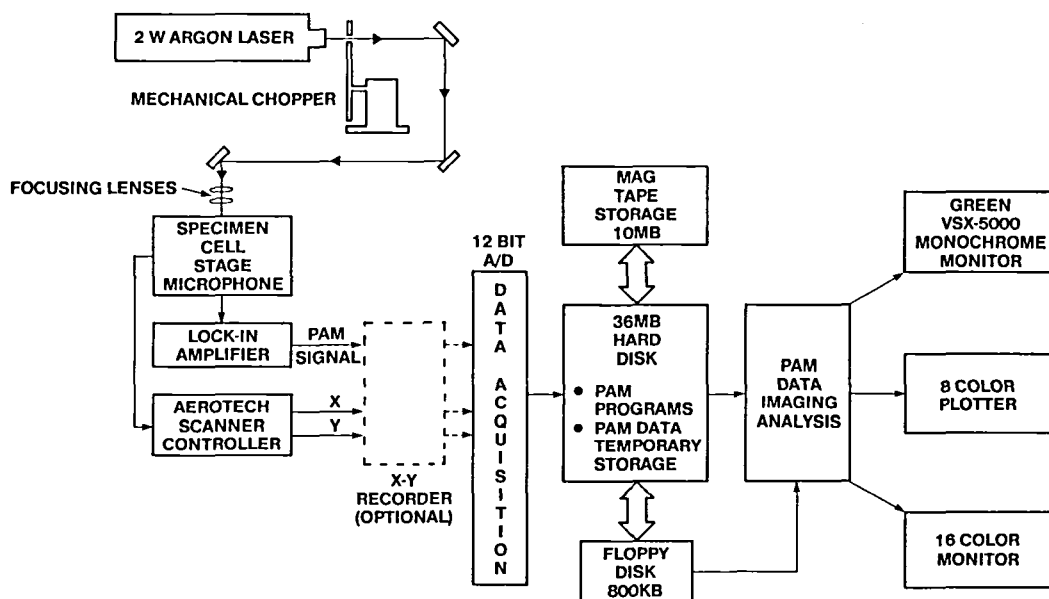 2 W ARGON LASER
MECHANICAL CHOPPER
FOCUSING LENSES
SPECIMEN
CELL
STAGE
MICROPHONE
LOCK-IN
AMPLIFIER
PAM
SIGNAL
AEROTECH
SCANNER
CONTROLLER
X
Y
X-Y
RECORDER
(OPTIONAL)
12 BIT
A/D
DATA ACQUISITION
MAG
TAPE
STORAGE
10MB
36MB
HARD
DISK
• PAM
PROGRAMS
• PAM DATA
TEMPORARY
STORAGE
FLOPPY
DISK
800KB
PAM
DATA
IMAGING
ANALYSIS
GREEN
VSX-5000
MONOCHROME
MONITOR
8 COLOR
PLOTTER
16 COLOR
MONITOR